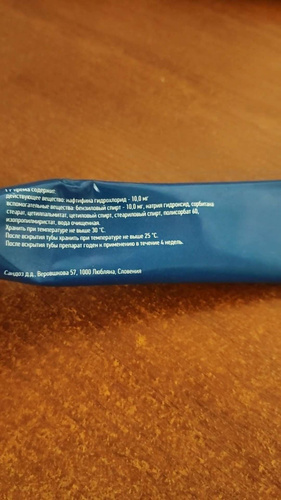 1 г крема содержит:
действующее вещество: нафтифина гидрохлорид - 10,0 мг
вспомогательные вещества: бензиловый спирт - 10,0 мг, натрия гидроксид, сорбитана
стеарат, цетилпальмитат, цетиловый спирт, стеариловый спирт, полисорбат 60,
изопропилмиристат, вода очищенная.
Хранить при температуре не выше 30 °С.
После вскрытия тубы хранить при температуре не выше 25 °С.
После вскрытия тубы препарат годен к применению в течение 4 недель.
Сандоз д.д., Веровшкова 57, 1000 Любляна, Словения